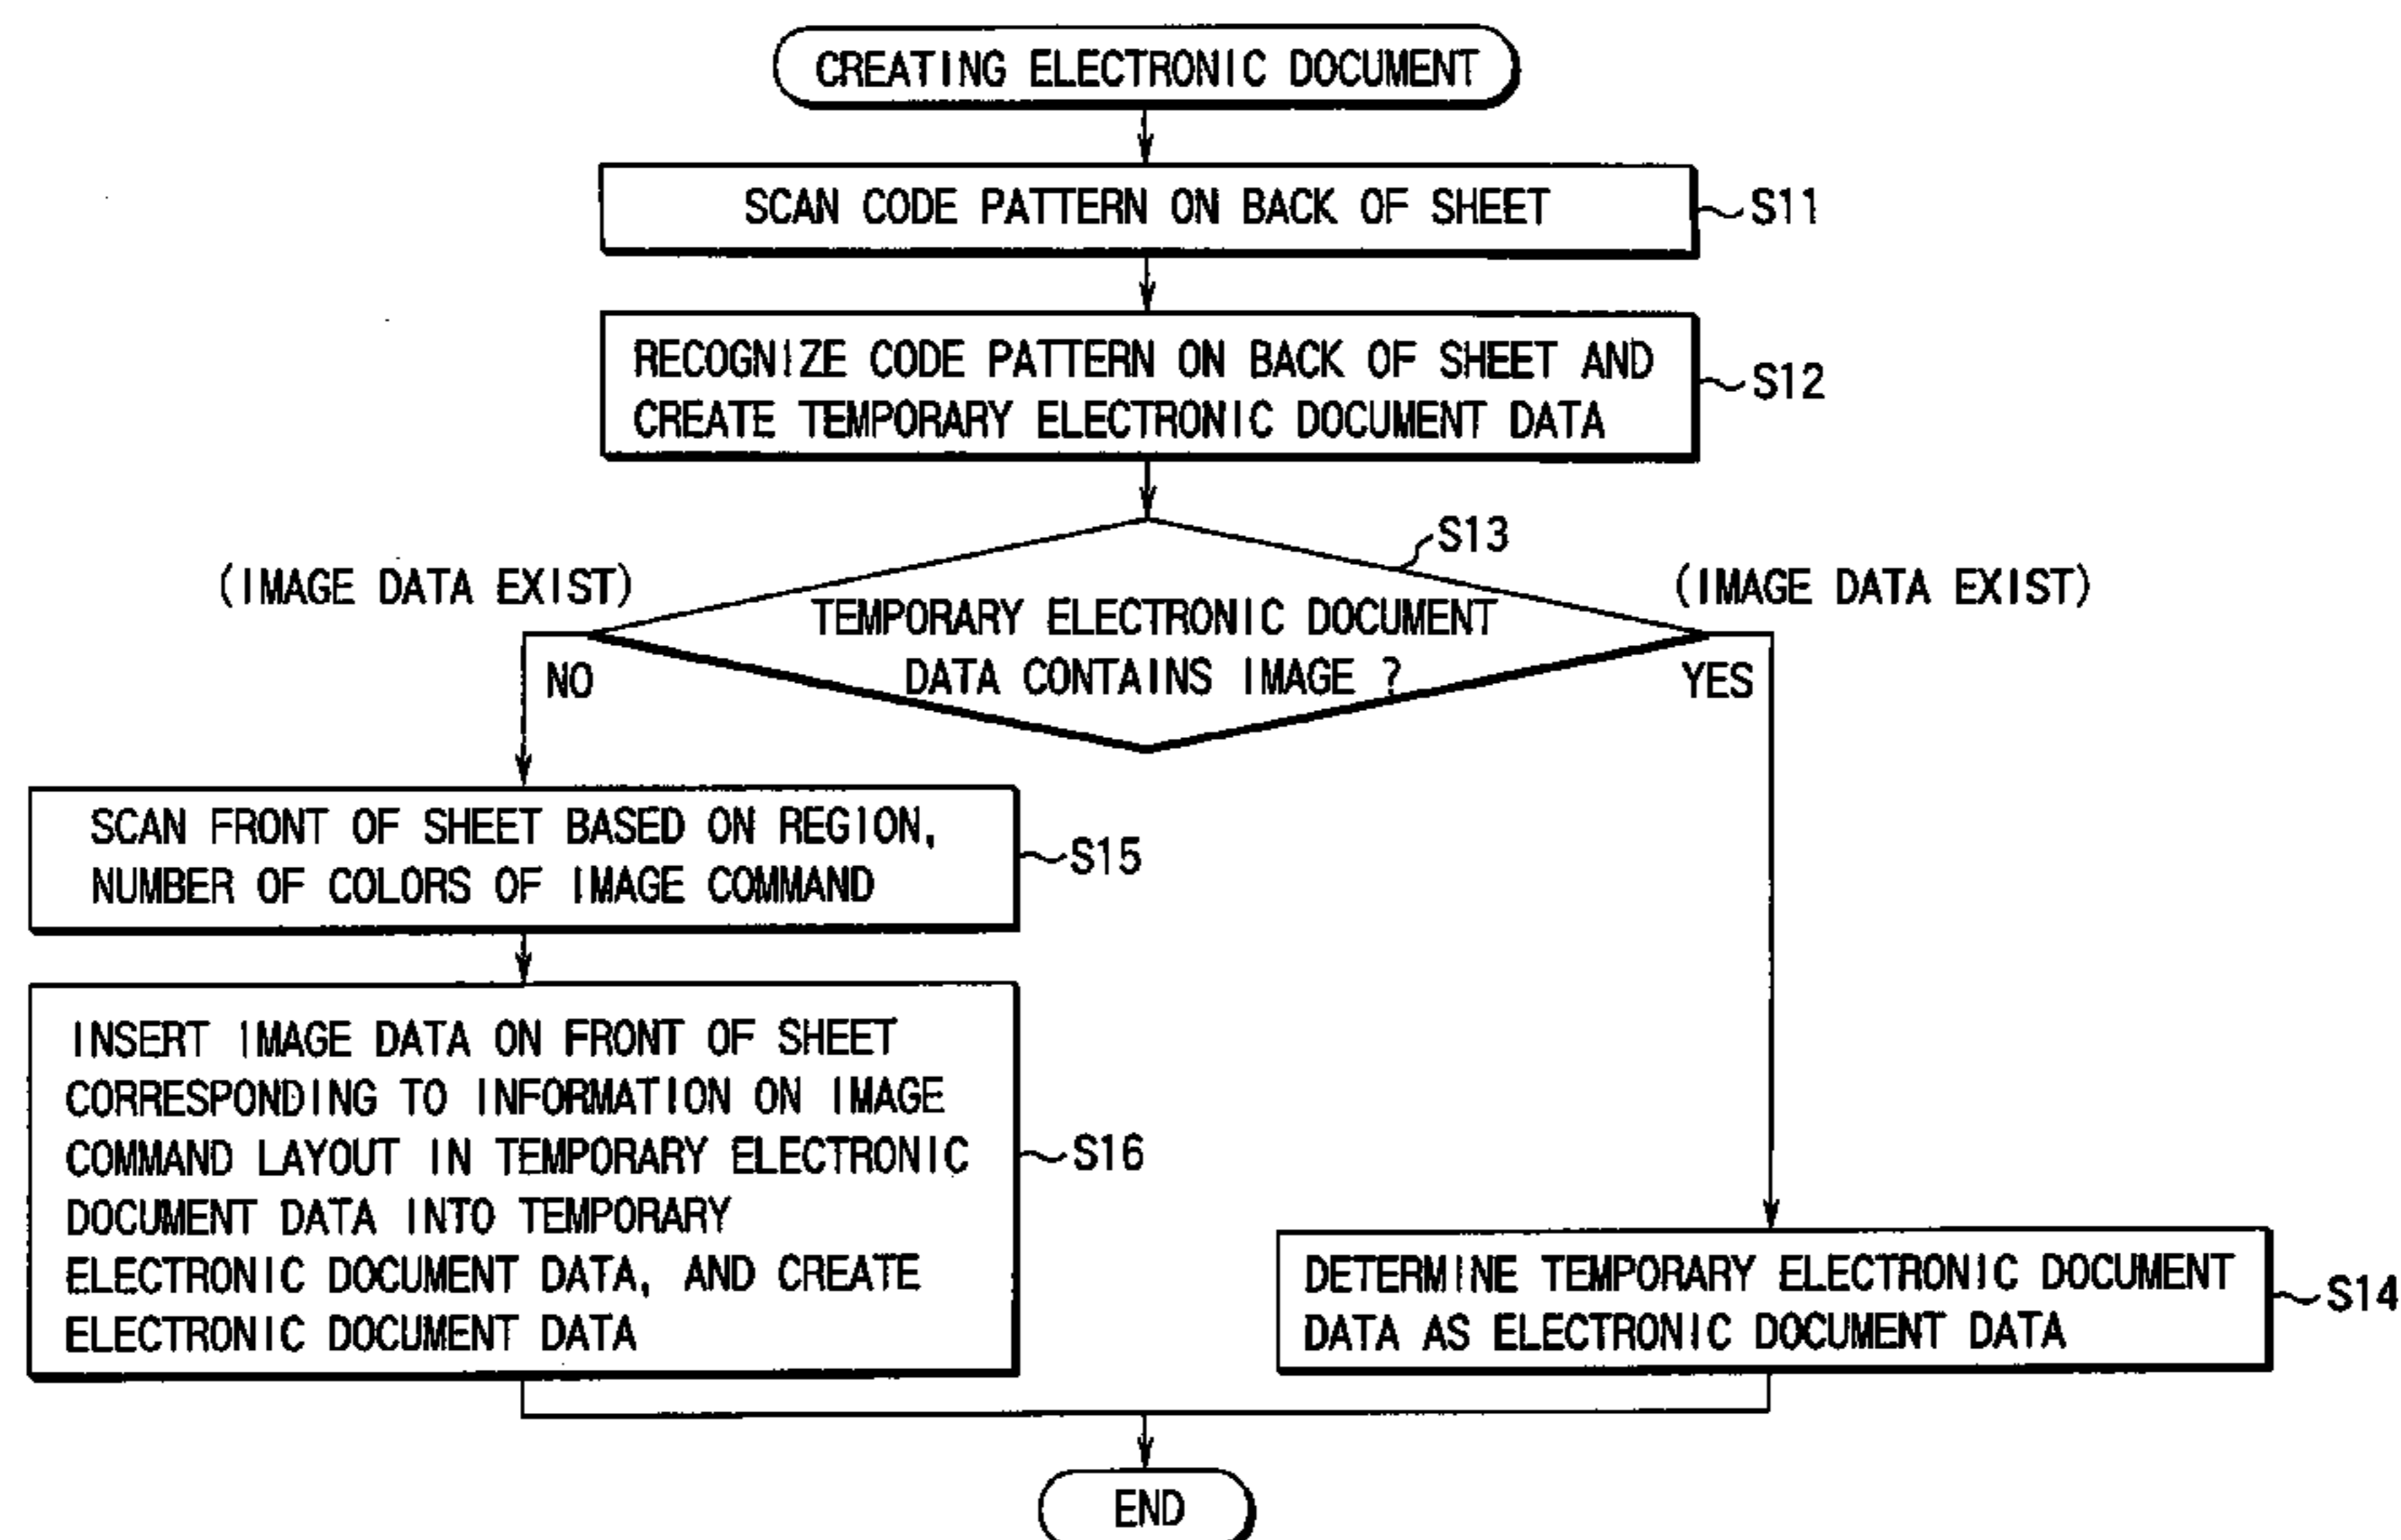 CREATING ELECTRONIC DOCUMENT
SCAN CODE PATTERN ON BACK OF SHEET
S11
RECOGNIZE CODE PATTERN ON BACK OF SHEET AND
CREATE TEMPORARY ELECTRONIC DOCUMENT DATA
S12
S13
(IMAGE DATA EXIST)
(IMAGE DATA EXIST)
TEMPORARY ELECTRONIC DOCUMENT
DATA CONTAINS IMAGE ?
NO
YES
SCAN FRONT OF SHEET BASED ON REGION,
NUMBER OF COLORS OF IMAGE COMMAND
S15
INSERT IMAGE DATA ON FRONT OF SHEET
CORRESPONDING TO INFORMATION ON IMAGE
COMMAND LAYOUT IN TEMPORARY ELECTRONIC
DOCUMENT DATA INTO TEMPORARY
ELECTRONIC DOCUMENT DATA, AND CREATE
ELECTRONIC DOCUMENT DATA
S16
DETERMINE TEMPORARY ELECTRONIC DOCUMENT
DATA AS ELECTRONIC DOCUMENT DATA
S14
END